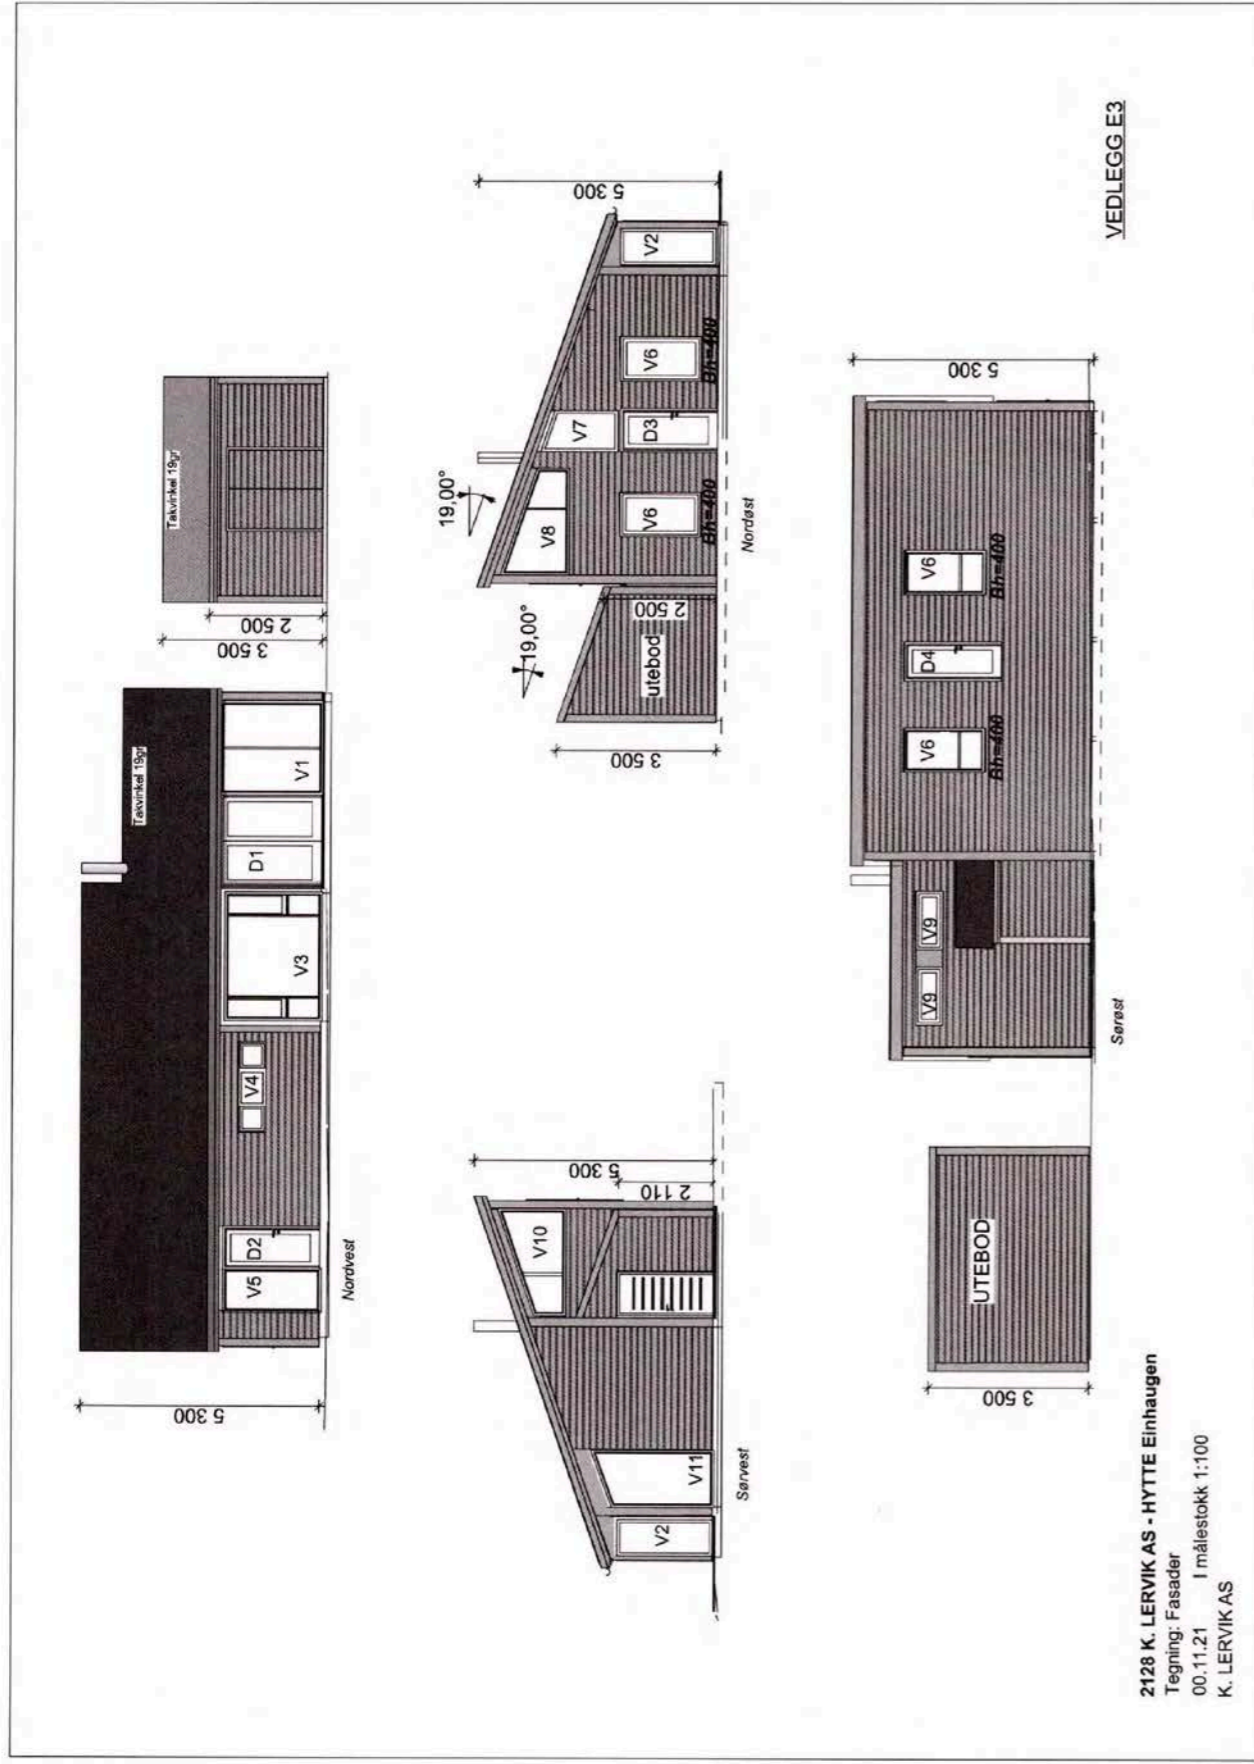 5 300
V5
D2
V4
V3
D1
V1
Takvinkel 19gr
Nordvest
3 500
2 500
Takvinkel 19gr
V2
V11
V10
5 300
2 110
Sørvest
3 500
utebod
2 500
19,00°
19,00°
V8
V6
Bh=400
V7
D3
V6
Bh=400
V2
5 300
Nordøst
3 500
UTEBOD
V9
V9
V6
Bh=400
D4
V6
Bh=400
5 300
Sørøst
2128 K. LERVIK AS - HYTTE Einhaugen
Tegning: Fasader
00.11.21 I målestokk 1:100
K. LERVIK AS
VEDLEGG E3